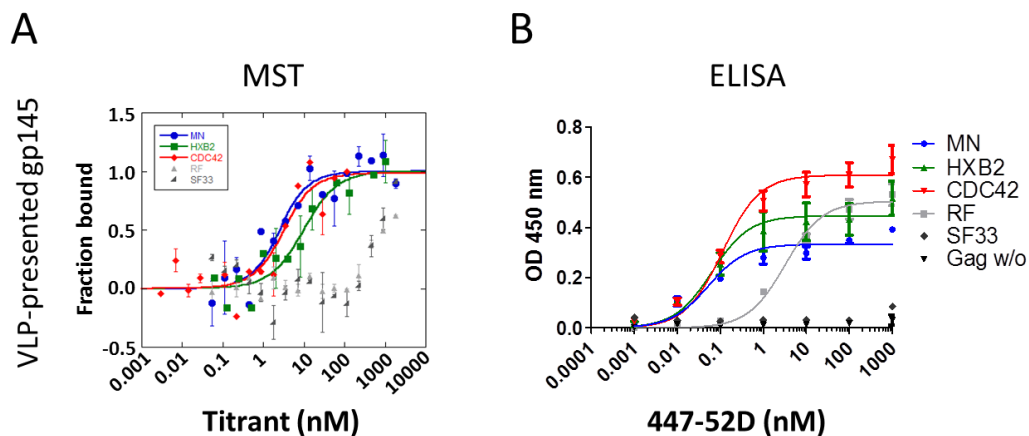 A
B
MST
ELISA
VLP-presented gp145
Fraction bound
1.5
1.0
0.5
0.0
-0.5
MN
HXB2
CDC42
RF
SF33
0.001
0.01
0.1
1
10
100
1000
10000
Titrant (nM)
OD 450 nm
0.8
0.6
0.4
0.2
0.0
0.0001
0.001
0.01
0.1
1
10
100
1000
447-52D (nM)
MN
HXB2
CDC42
RF
SF33
Gag w/o